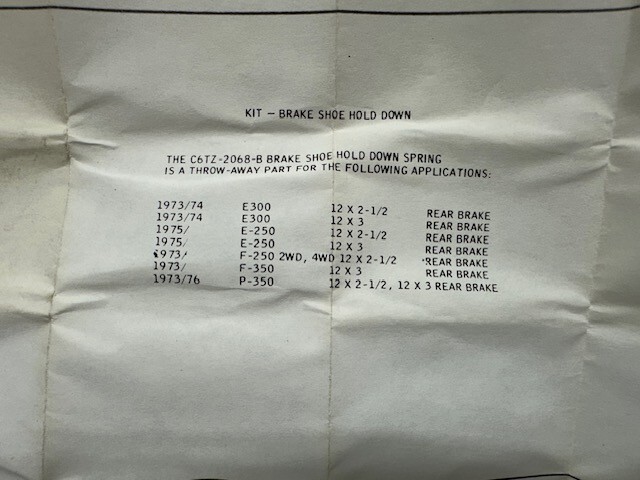 KIT - BRAKE SHOE HOLD DOWN
THE C6TZ-2068-B BRAKE SHOE HOLD DOWN SPRING
IS A THROW-AWAY PART FOR THE FOLLOWING APPLICATIONS:
1973/74 E300 12 X 2-1/2 REAR BRAKE
1973/74 E300 12 X 3 REAR BRAKE
1975/ E-250 12 X 2-1/2 REAR BRAKE
1975/ E-250 12 X 3 REAR BRAKE
1973/ F-250 2WD, 4WD 12 X 2-1/2 REAR BRAKE
1973/ F-350 12 X 3 REAR BRAKE
1973/76 P-350 12 X 2-1/2, 12 X 3 REAR BRAKE